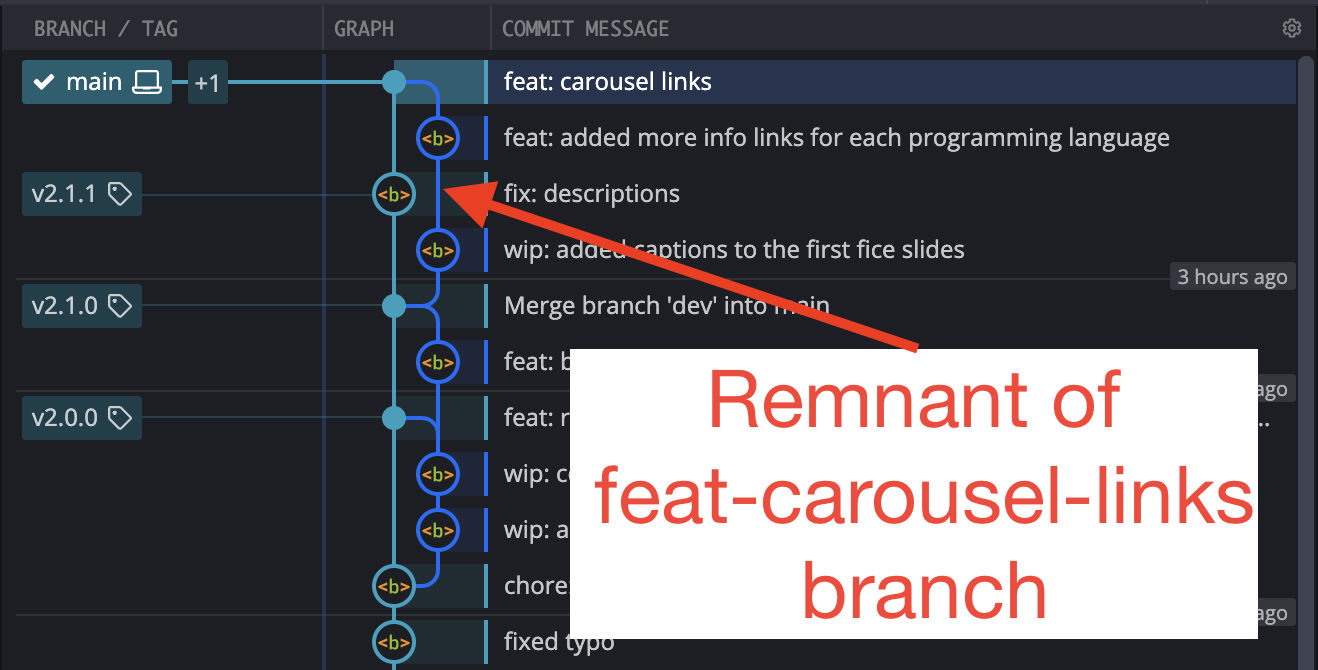 BRANCH / TAG GRAPH COMMIT MESSAGE
main +1 feat: carousel links
<b> feat: added more info links for each programming language
v2.1.1 <b> fix: descriptions
<b> wip: added captions to the first fice slides
3 hours ago
v2.1.0 Merge branch 'dev' into main
<b> feat: b
ago
v2.0.0 feat: r ..
<b> wip: c
<b> wip: a
<b> chore:
ago
<b> fixed typo
Remnant of
feat-carousel-links
branch